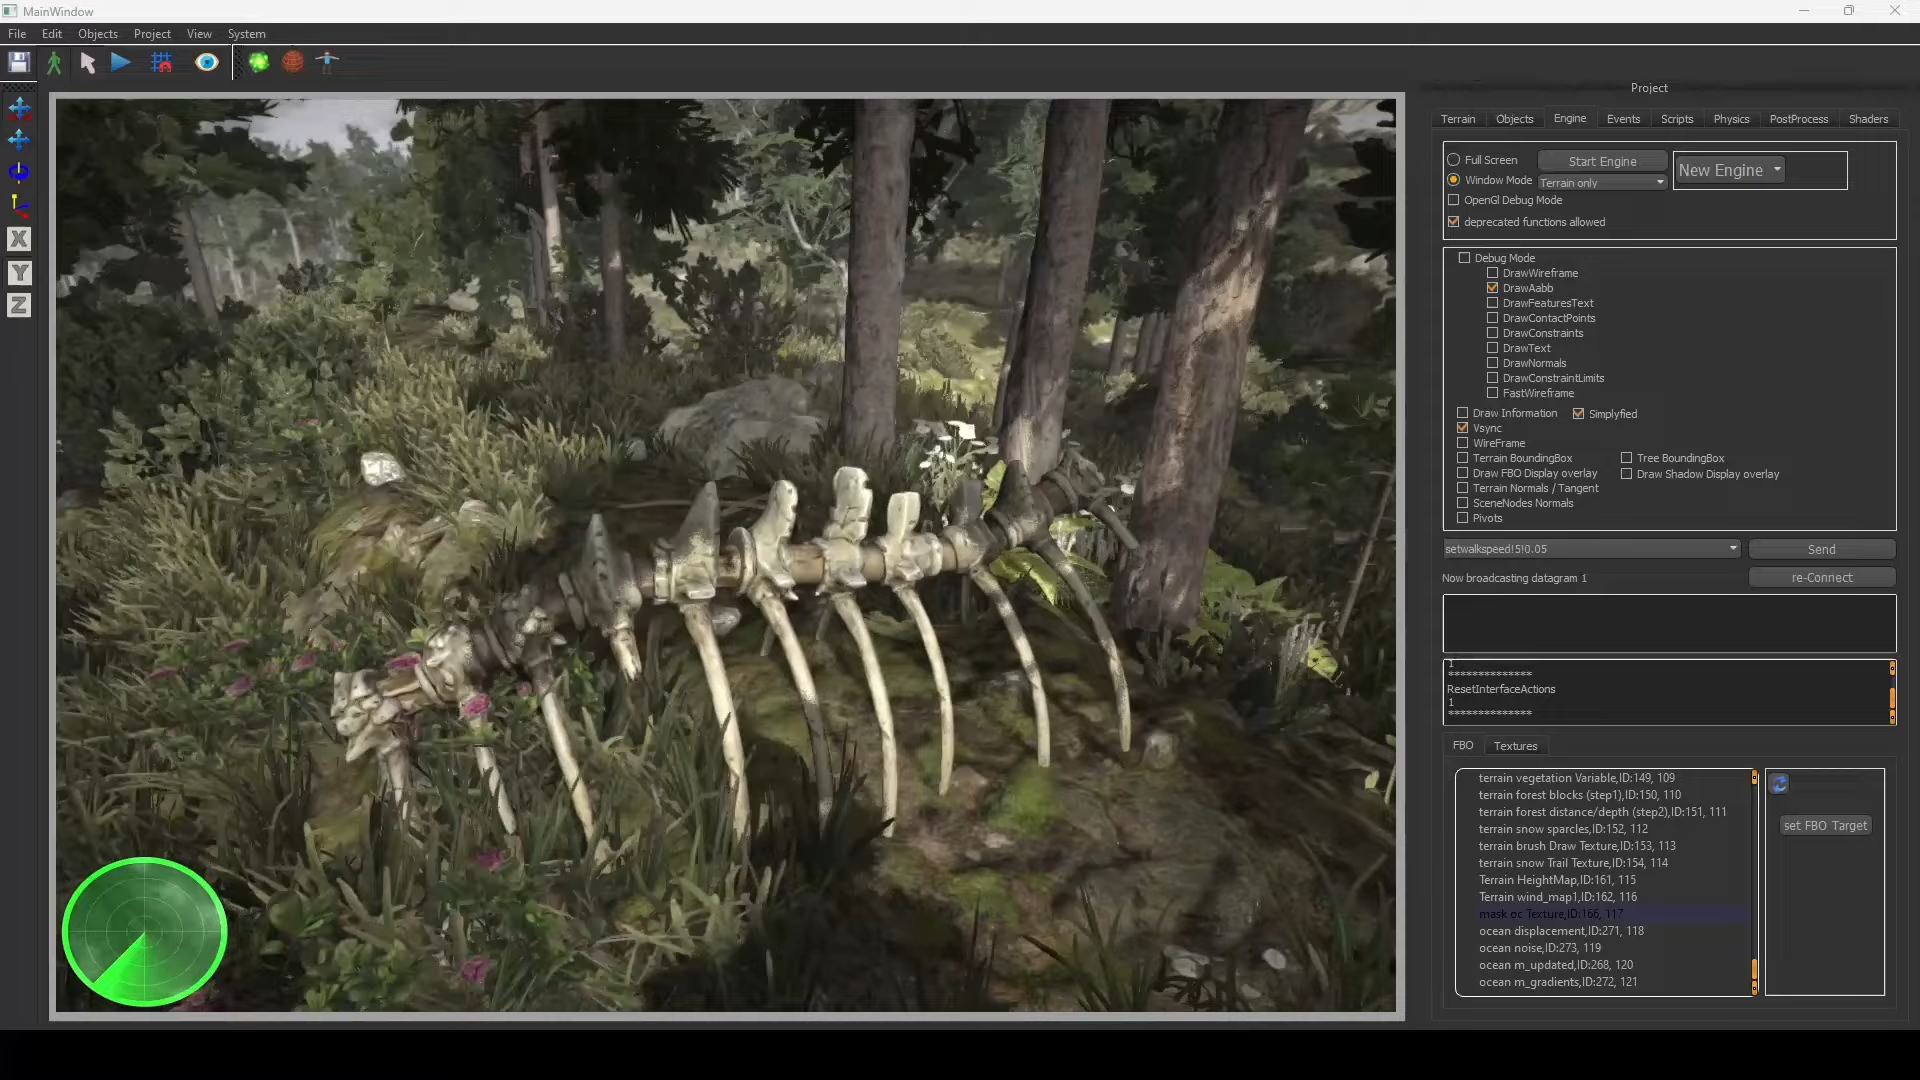 MainWindow
File Edit Objects Project View System
Project
Terrain Objects Engine Events Scripts Physics PostProcess Shaders
Full Screen Start Engine New Engine
Window Mode Terrain only
OpenGl Debug Mode
deprecated functions allowed
Debug Mode
DrawWireframe
DrawAabb
DrawFeaturesText
DrawContactPoints
DrawConstraints
DrawText
DrawNormals
DrawConstraintLimits
FastWireframe
Draw Information Simplyfied
Vsync
WireFrame
Terrain BoundingBox Tree BoundingBox
Draw FBO Display overlay Draw Shadow Display overlay
Terrain Normals / Tangent
SceneNodes Normals
Pivots
setwalkspeed!5!0.05 Send
Now broadcasting datagram 1 re-Connect
1
**************
ResetInterfaceActions
1
**************
FBO Textures
terrain vegetation Variable,ID:149, 109
terrain forest blocks (step1),ID:150, 110
terrain forest distance/depth (step2),ID:151, 111
terrain snow sparcles,ID:152, 112
terrain brush Draw Texture,ID:153, 113
terrain snow Trail Texture,ID:154, 114
Terrain HeightMap,ID:161, 115
Terrain wind_map1,ID:162, 116
mask oc Texture,ID:166, 117
ocean displacement,ID:271, 118
ocean noise,ID:273, 119
ocean m_updated,ID:268, 120
ocean m_gradients,ID:272, 121
set FBO Target
X
Y
Z